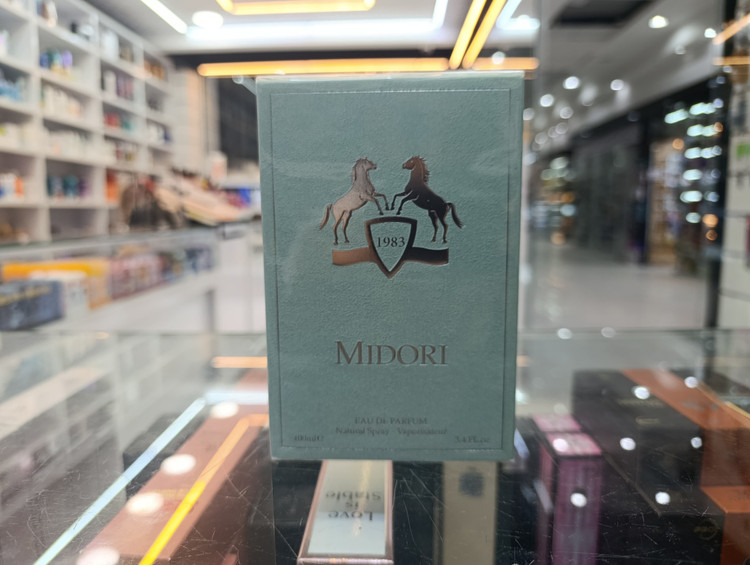 1983
MIDORI
EAU DE PARFUM
100ml℮
Natural Spray - Vaporisateur
3.4 Fl.oz
Love
is
Stable